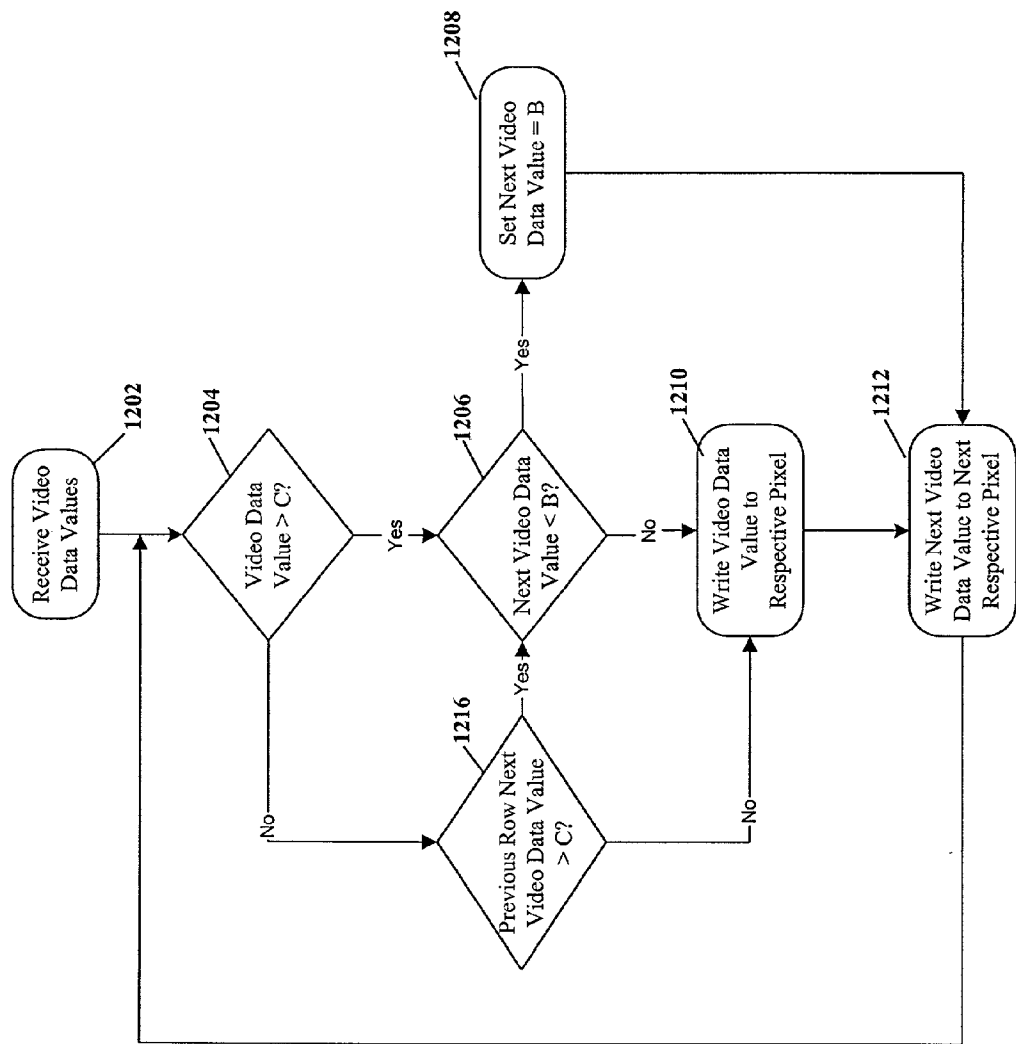 Receive Video
Data Values
1202
1204
Video Data
Value > C?
No
Yes
1216
Previous Row Next
Video Data Value
> C?
Yes
1206
Next Video Data
Value < B?
Yes
1208
Set Next Video
Data Value = B
No
No
1210
Write Video Data
Value to
Respective Pixel
1212
Write Next Video
Data Value to Next
Respective Pixel